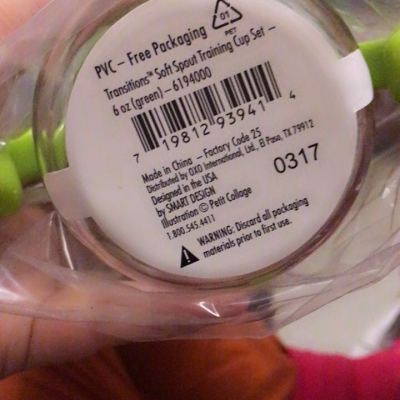 PVC – Free Packaging
01
PET
Transitions™ Soft Spout Training Cup Set –
6 oz (green) – 6194000
7 19812 93941 4
Made in China – Factory Code 25
Distributed by OXO International, Ltd., El Paso, TX 79912
Designed in the USA
by SMART DESIGN
Illustration © Petit Collage
1.800.545.4411
0317
WARNING: Discard all packaging
materials prior to first use.